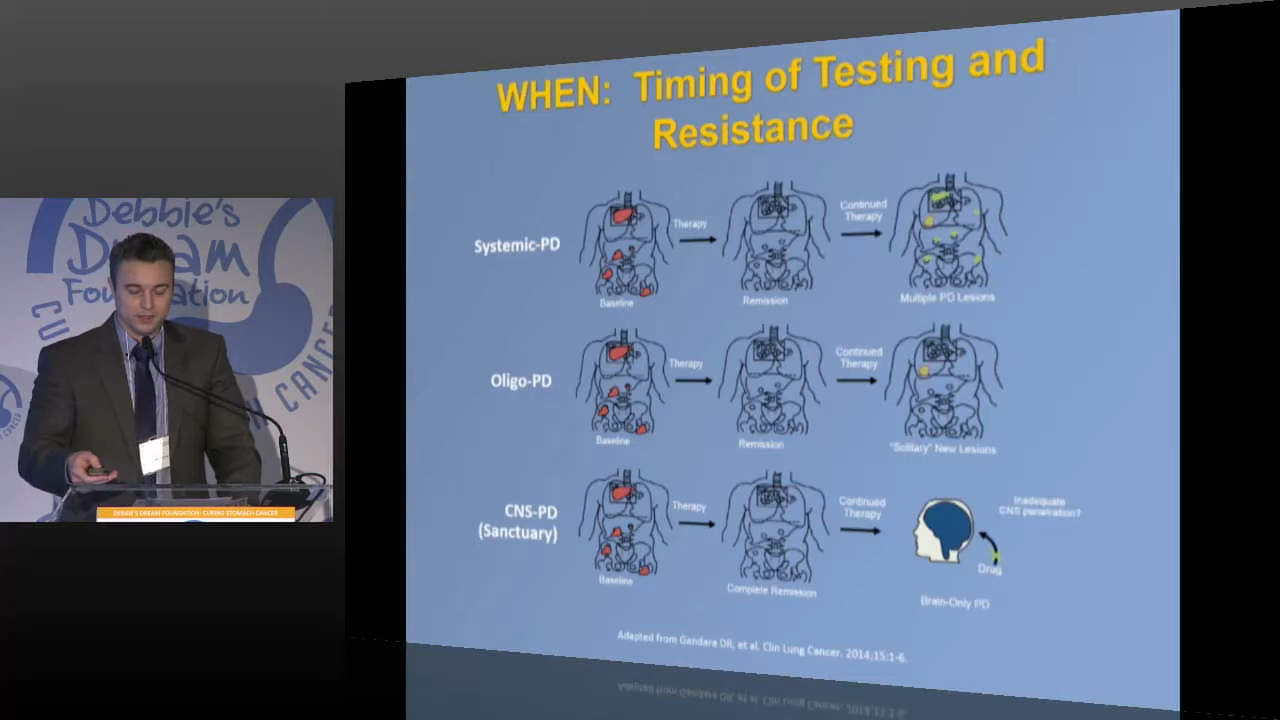 WHEN: Timing of Testing and
Resistance
Systemic-PD
Therapy
Continued
Therapy
Baseline
Remission
Multiple PD Lesions
Oligo-PD
Therapy
Continued
Therapy
Baseline
Remission
"Solitary" New Lesions
CNS-PD
(Sanctuary)
Therapy
Continued
Therapy
Inadequate
CNS penetration?
Drug
Baseline
Complete Remission
Brain-Only PD
Adapted from Gandara DR, et al. Clin Lung Cancer. 2014;15:1-6.
Debbie's
Foundation
CANCER
DEBBIE'S DREAM FOUNDATION: CURING STOMACH CANCER